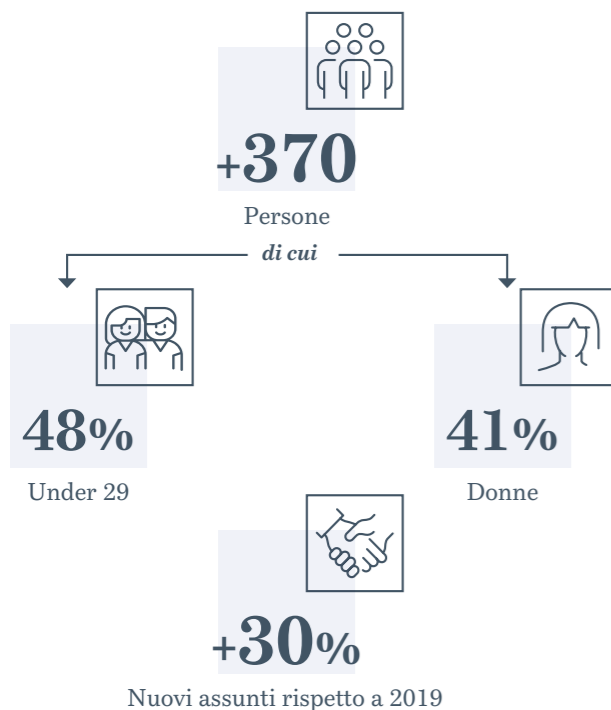 +370
Persone
di cui
48%
Under 29
41%
Donne
+30%
Nuovi assunti rispetto a 2019